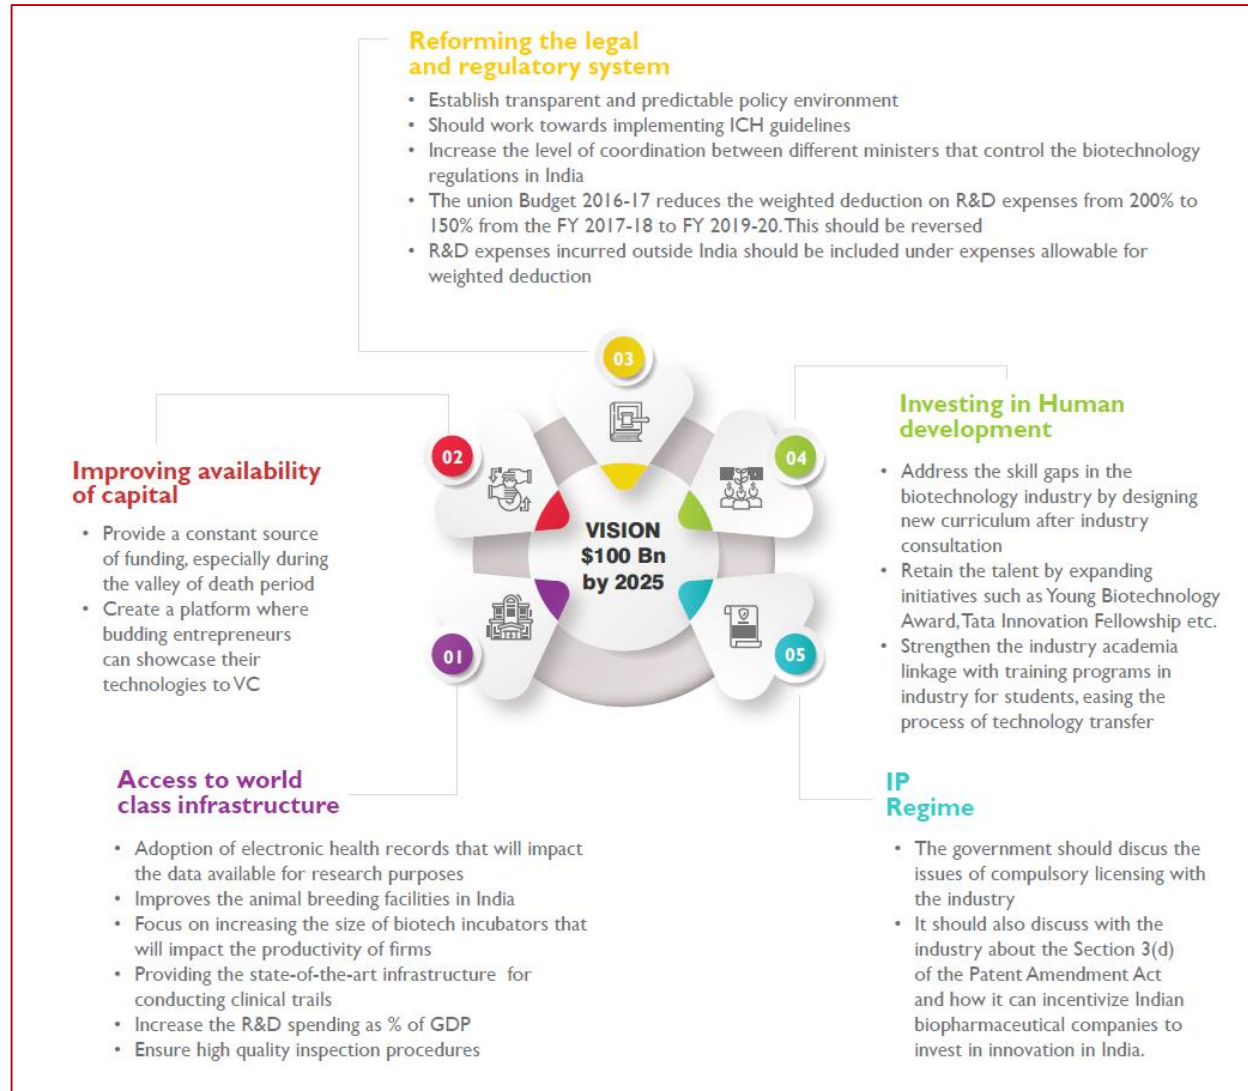 Reforming the legal
and regulatory system
• Establish transparent and predictable policy environment
• Should work towards implementing ICH guidelines
• Increase the level of coordination between different ministers that control the biotechnology
regulations in India
• The union Budget 2016-17 reduces the weighted deduction on R&D expenses from 200% to
150% from the FY 2017-18 to FY 2019-20. This should be reversed
• R&D expenses incurred outside India should be included under expenses allowable for
weighted deduction
03
02
04
01
05
VISION
$100 Bn
by 2025
Improving availability
of capital
• Provide a constant source
of funding, especially during
the valley of death period
• Create a platform where
budding entrepreneurs
can showcase their
technologies to VC
Investing in Human
development
• Address the skill gaps in the
biotechnology industry by designing
new curriculum after industry
consultation
• Retain the talent by expanding
initiatives such as Young Biotechnology
Award, Tata Innovation Fellowship etc.
• Strengthen the industry academia
linkage with training programs in
industry for students, easing the
process of technology transfer
Access to world
class infrastructure
• Adoption of electronic health records that will impact
the data available for research purposes
• Improves the animal breeding facilities in India
• Focus on increasing the size of biotech incubators that
will impact the productivity of firms
• Providing the state-of-the-art infrastructure for
conducting clinical trails
• Increase the R&D spending as % of GDP
• Ensure high quality inspection procedures
IP
Regime
• The government should discus the
issues of compulsory licensing with
the industry
• It should also discuss with the
industry about the Section 3(d)
of the Patent Amendment Act
and how it can incentivize Indian
biopharmaceutical companies to
invest in innovation in India.